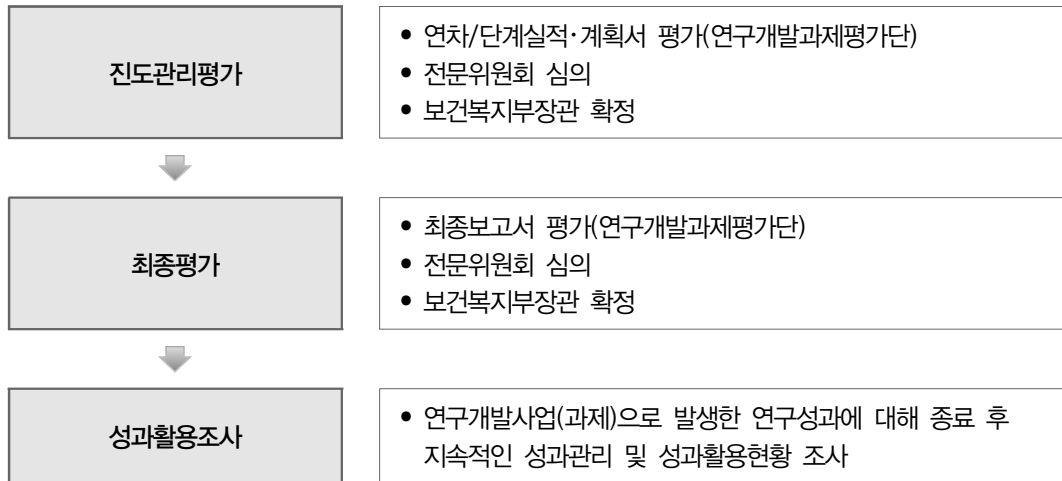 진도관리평가
• 연차/단계실적·계획서 평가(연구개발과제평가단)
• 전문위원회 심의
• 보건복지부장관 확정
최종평가
• 최종보고서 평가(연구개발과제평가단)
• 전문위원회 심의
• 보건복지부장관 확정
성과활용조사
• 연구개발사업(과제)으로 발생한 연구성과에 대해 종료 후
지속적인 성과관리 및 성과활용현황 조사